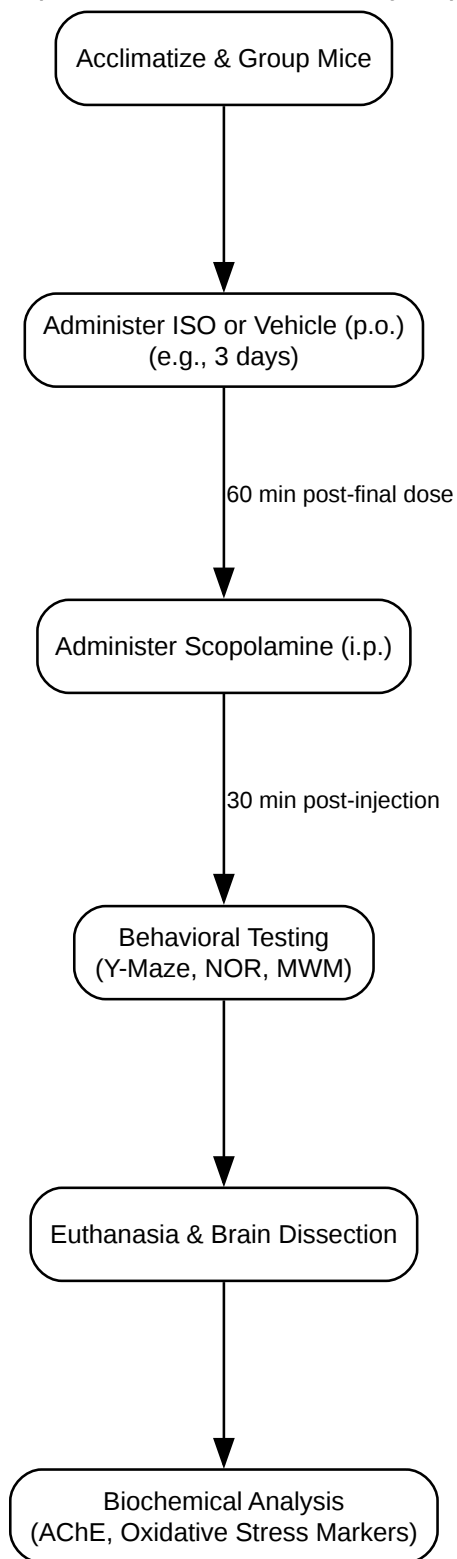 Acclimatize & Group Mice
Administer ISO or Vehicle (p.o.)
(e.g., 3 days)
60 min post-final dose
Administer Scopolamine (i.p.)
30 min post-injection
Behavioral Testing
(Y-Maze, NOR, MWM)
Euthanasia & Brain Dissection
Biochemical Analysis
(AChE, Oxidative Stress Markers)